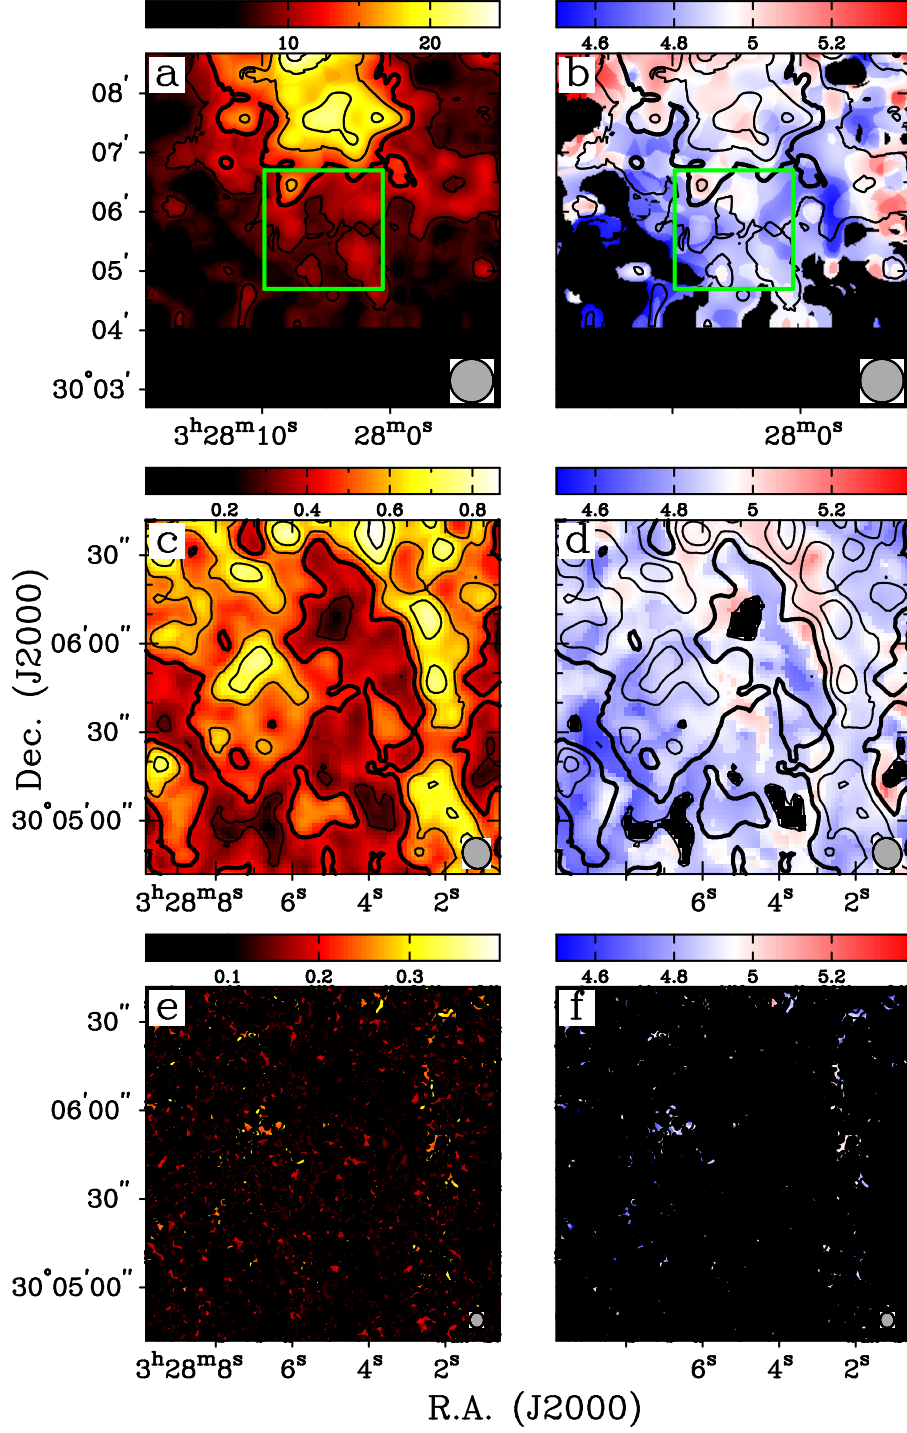 10 20 4.6 4.8 5 5.2
a b
08′
07′
06′
05′
04′
30°03′
3ʰ28ᵐ10ˢ 28ᵐ0ˢ 28ᵐ0ˢ
0.2 0.4 0.6 0.8 4.6 4.8 5 5.2
c d
30″
06′00″
30″
30°05′00″
3ʰ28ᵐ8ˢ 6ˢ 4ˢ 2ˢ 6ˢ 4ˢ 2ˢ
Dec. (J2000)
0.1 0.2 0.3 4.6 4.8 5 5.2
e f
30″
06′00″
30″
30°05′00″
3ʰ28ᵐ8ˢ 6ˢ 4ˢ 2ˢ 6ˢ 4ˢ 2ˢ
R.A. (J2000)